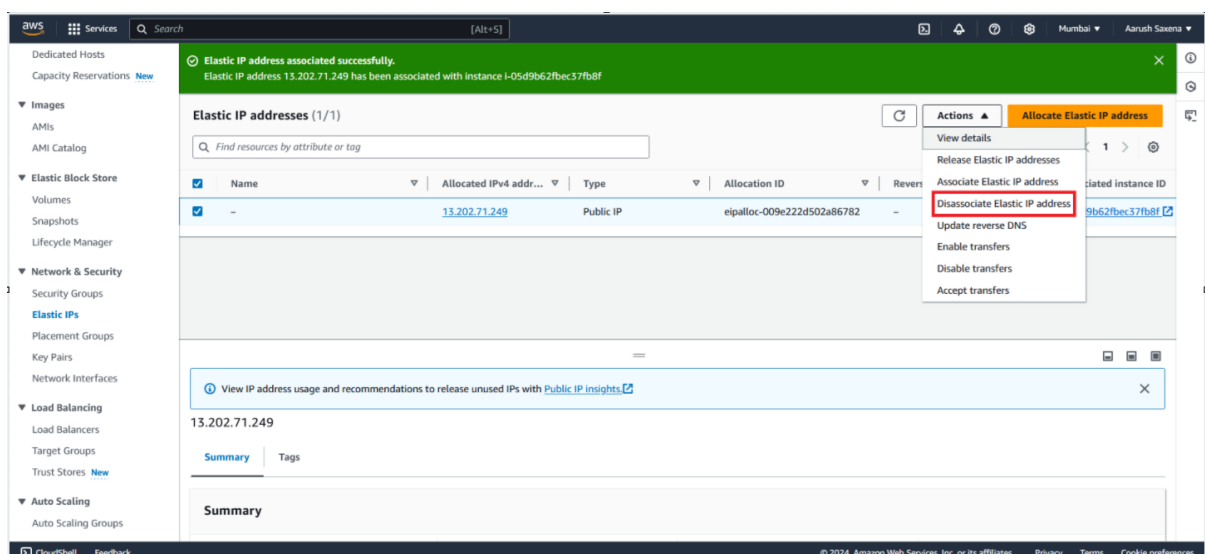 aws Services Search [Alt+S] Mumbai Aarush Saxena
Dedicated Hosts
Capacity Reservations New
Images
AMIs
AMI Catalog
Elastic Block Store
Volumes
Snapshots
Lifecycle Manager
Network & Security
Security Groups
Elastic IPs
Placement Groups
Key Pairs
Network Interfaces
Load Balancing
Load Balancers
Target Groups
Trust Stores New
Auto Scaling
Auto Scaling Groups
Elastic IP address associated successfully.
Elastic IP address 13.202.71.249 has been associated with instance i-05d9b62fbec37fb8f
Elastic IP addresses (1/1) Actions Allocate Elastic IP address
Find resources by attribute or tag 1
View details
Release Elastic IP addresses
Associate Elastic IP address
Disassociate Elastic IP address
Update reverse DNS
Enable transfers
Disable transfers
Accept transfers
Name Allocated IPv4 addr... Type Allocation ID Revers ciated instance ID
– 13.202.71.249 Public IP eipalloc-009e222d502a86782 – 9b62fbec37fb8f
View IP address usage and recommendations to release unused IPs with Public IP insights.
13.202.71.249
Summary Tags
Summary
CloudShell Feedback © 2024, Amazon Web Services, Inc. or its affiliates. Privacy Terms Cookie preferences